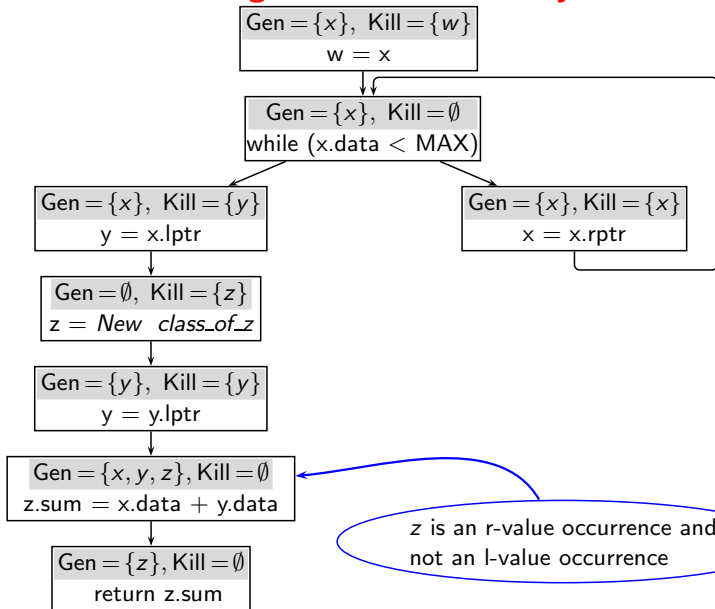 Gen = {x}, Kill = {w}
w = x
Gen = {x}, Kill = ∅
while (x.data < MAX)
Gen = {x}, Kill = {y}
y = x.lptr
Gen = {x}, Kill = {x}
x = x.rptr
Gen = ∅, Kill = {z}
z = New class_of_z
Gen = {y}, Kill = {y}
y = y.lptr
Gen = {x, y, z}, Kill = ∅
z.sum = x.data + y.data
z is an r-value occurrence and
not an l-value occurrence
Gen = {z}, Kill = ∅
return z.sum